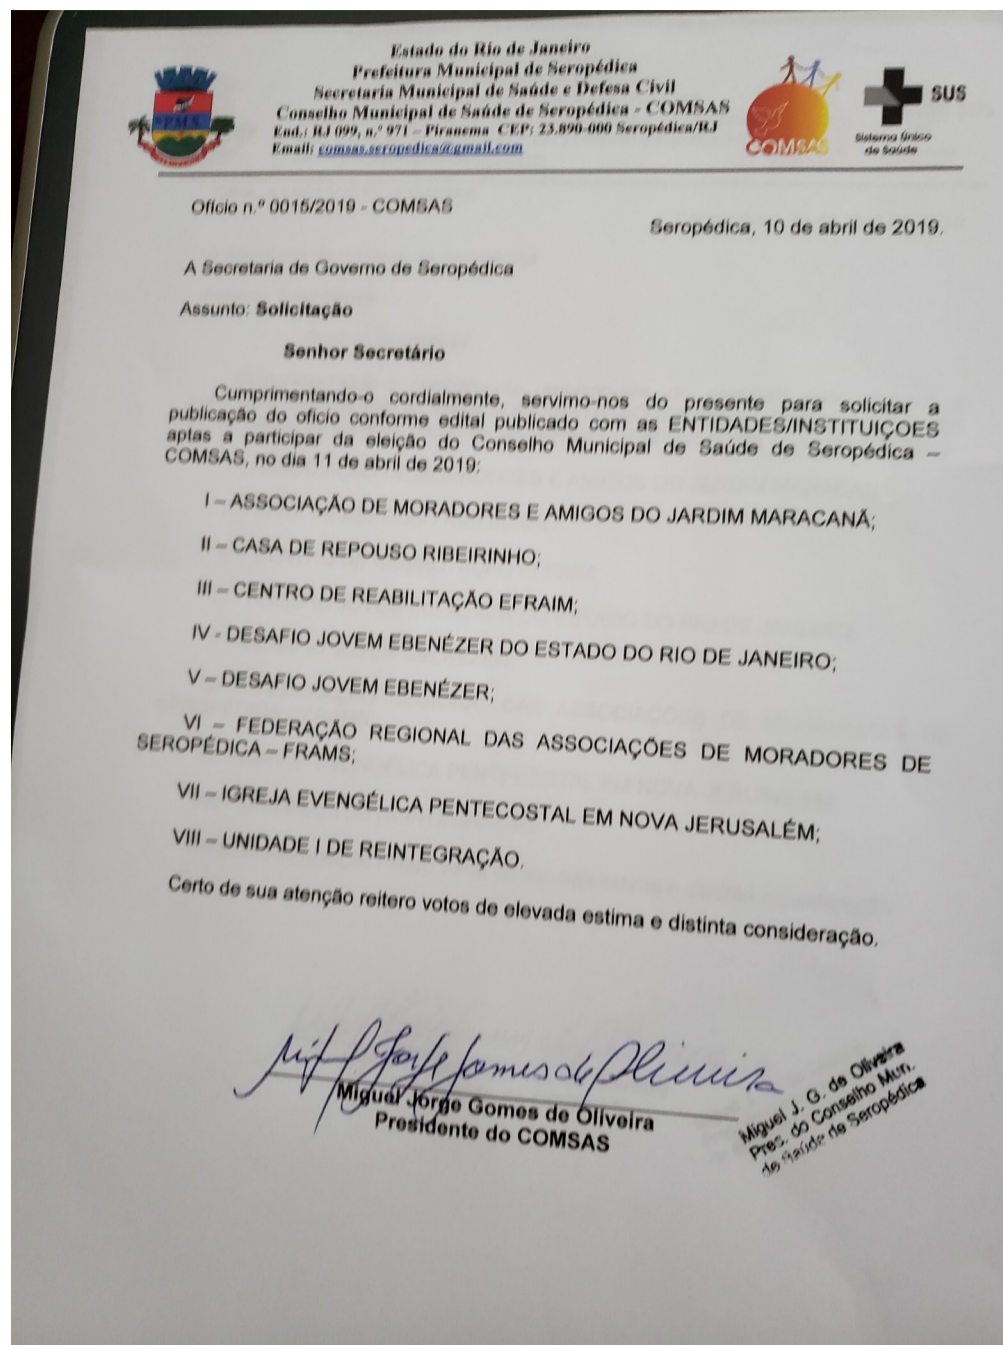 Estado do Rio de Janeiro
Prefeitura Municipal de Seropédica
Secretaria Municipal de Saúde e Defesa Civil
Conselho Municipal de Saúde de Seropédica - COMSAS
End.: RJ 099, n.º 971 – Piranema CEP: 23.890-000 Seropédica/RJ
Email: comsas.seropedica@gmail.com
P.M.S.
COMSAS
SUS
Sistema Único
de Saúde
Oficio n.º 0015/2019 - COMSAS
Seropédica, 10 de abril de 2019.
A Secretaria de Governo de Seropédica
Assunto: Solicitação
Senhor Secretário
Cumprimentando-o cordialmente, servimo-nos do presente para solicitar a
publicação do oficio conforme edital publicado com as ENTIDADES/INSTITUIÇOES
aptas a participar da eleição do Conselho Municipal de Saúde de Seropédica –
COMSAS, no dia 11 de abril de 2019:
I – ASSOCIAÇÃO DE MORADORES E AMIGOS DO JARDIM MARACANÃ;
II – CASA DE REPOUSO RIBEIRINHO;
III – CENTRO DE REABILITAÇÃO EFRAIM;
IV - DESAFIO JOVEM EBENÉZER DO ESTADO DO RIO DE JANEIRO;
V – DESAFIO JOVEM EBENÉZER;
VI – FEDERAÇÃO REGIONAL DAS ASSOCIAÇÕES DE MORADORES DE
SEROPÉDICA – FRAMS;
VII – IGREJA EVENGÉLICA PENTECOSTAL EM NOVA JERUSALÉM;
VIII – UNIDADE I DE REINTEGRAÇÃO.
Certo de sua atenção reitero votos de elevada estima e distinta consideração.
Miguel Jorge Gomes de Oliveira
Miguel Jorge Gomes de Oliveira
Presidente do COMSAS
Miguel J. G. de Oliveira
Pres. do Conselho Mun.
de Saúde de Seropédica